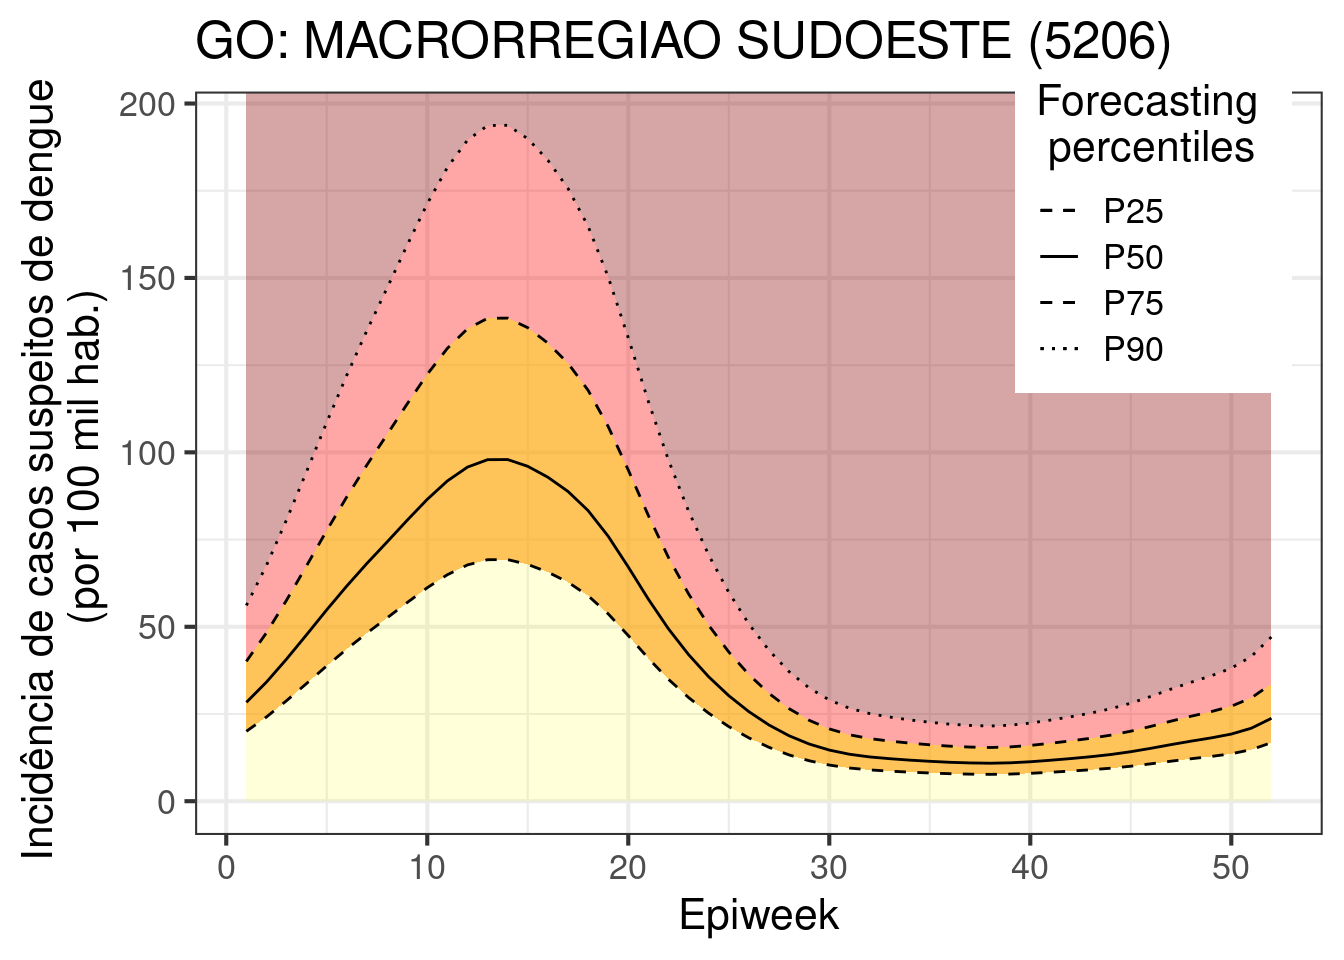 GO: MACRORREGIAO SUDOESTE (5206)
Incidência de casos suspeitos de dengue
(por 100 mil hab.)
200
150
100
50
0
Forecasting
percentiles
P25
P50
P75
P90
0 10 20 30 40 50
Epiweek